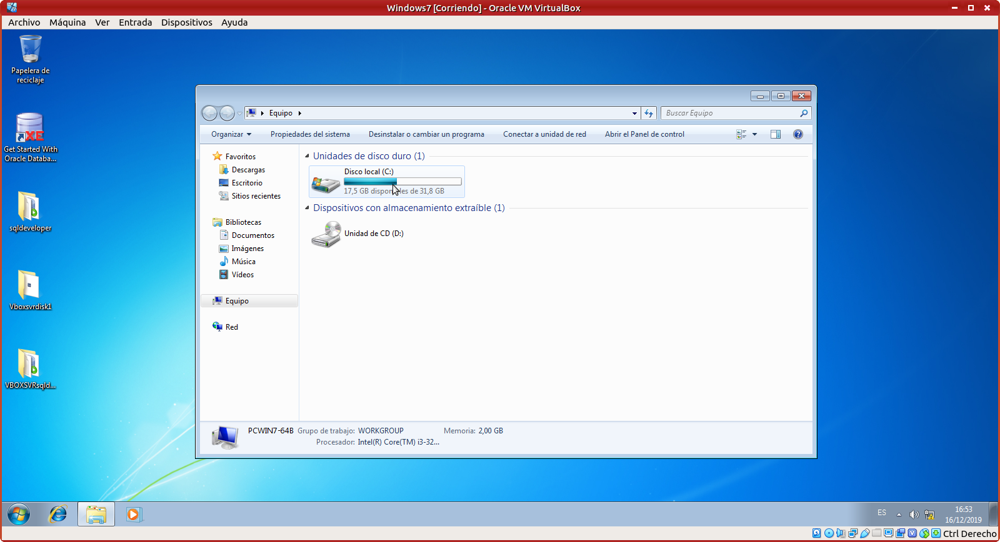 Windows7 [Corriendo] - Oracle VM VirtualBox
Archivo Máquina Ver Entrada Dispositivos Ayuda
Papelera de
reciclaje
XE
Get Started With
Oracle Databa...
sqldeveloper
Vboxsvrdisk1
VBOXSVRsqld...
Equipo
Buscar Equipo
Organizar Propiedades del sistema Desinstalar o cambiar un programa Conectar a unidad de red Abrir el Panel de control
Favoritos
Descargas
Escritorio
Sitios recientes
Bibliotecas
Documentos
Imágenes
Música
Vídeos
Equipo
Red
Unidades de disco duro (1)
Disco local (C:)
17,5 GB disponibles de 31,8 GB
Dispositivos con almacenamiento extraíble (1)
Unidad de CD (D:)
PCWIN7-64B Grupo de trabajo: WORKGROUP Memoria: 2,00 GB
Procesador: Intel(R) Core(TM) i3-32...
ES
16:53
16/12/2019
Ctrl Derecho